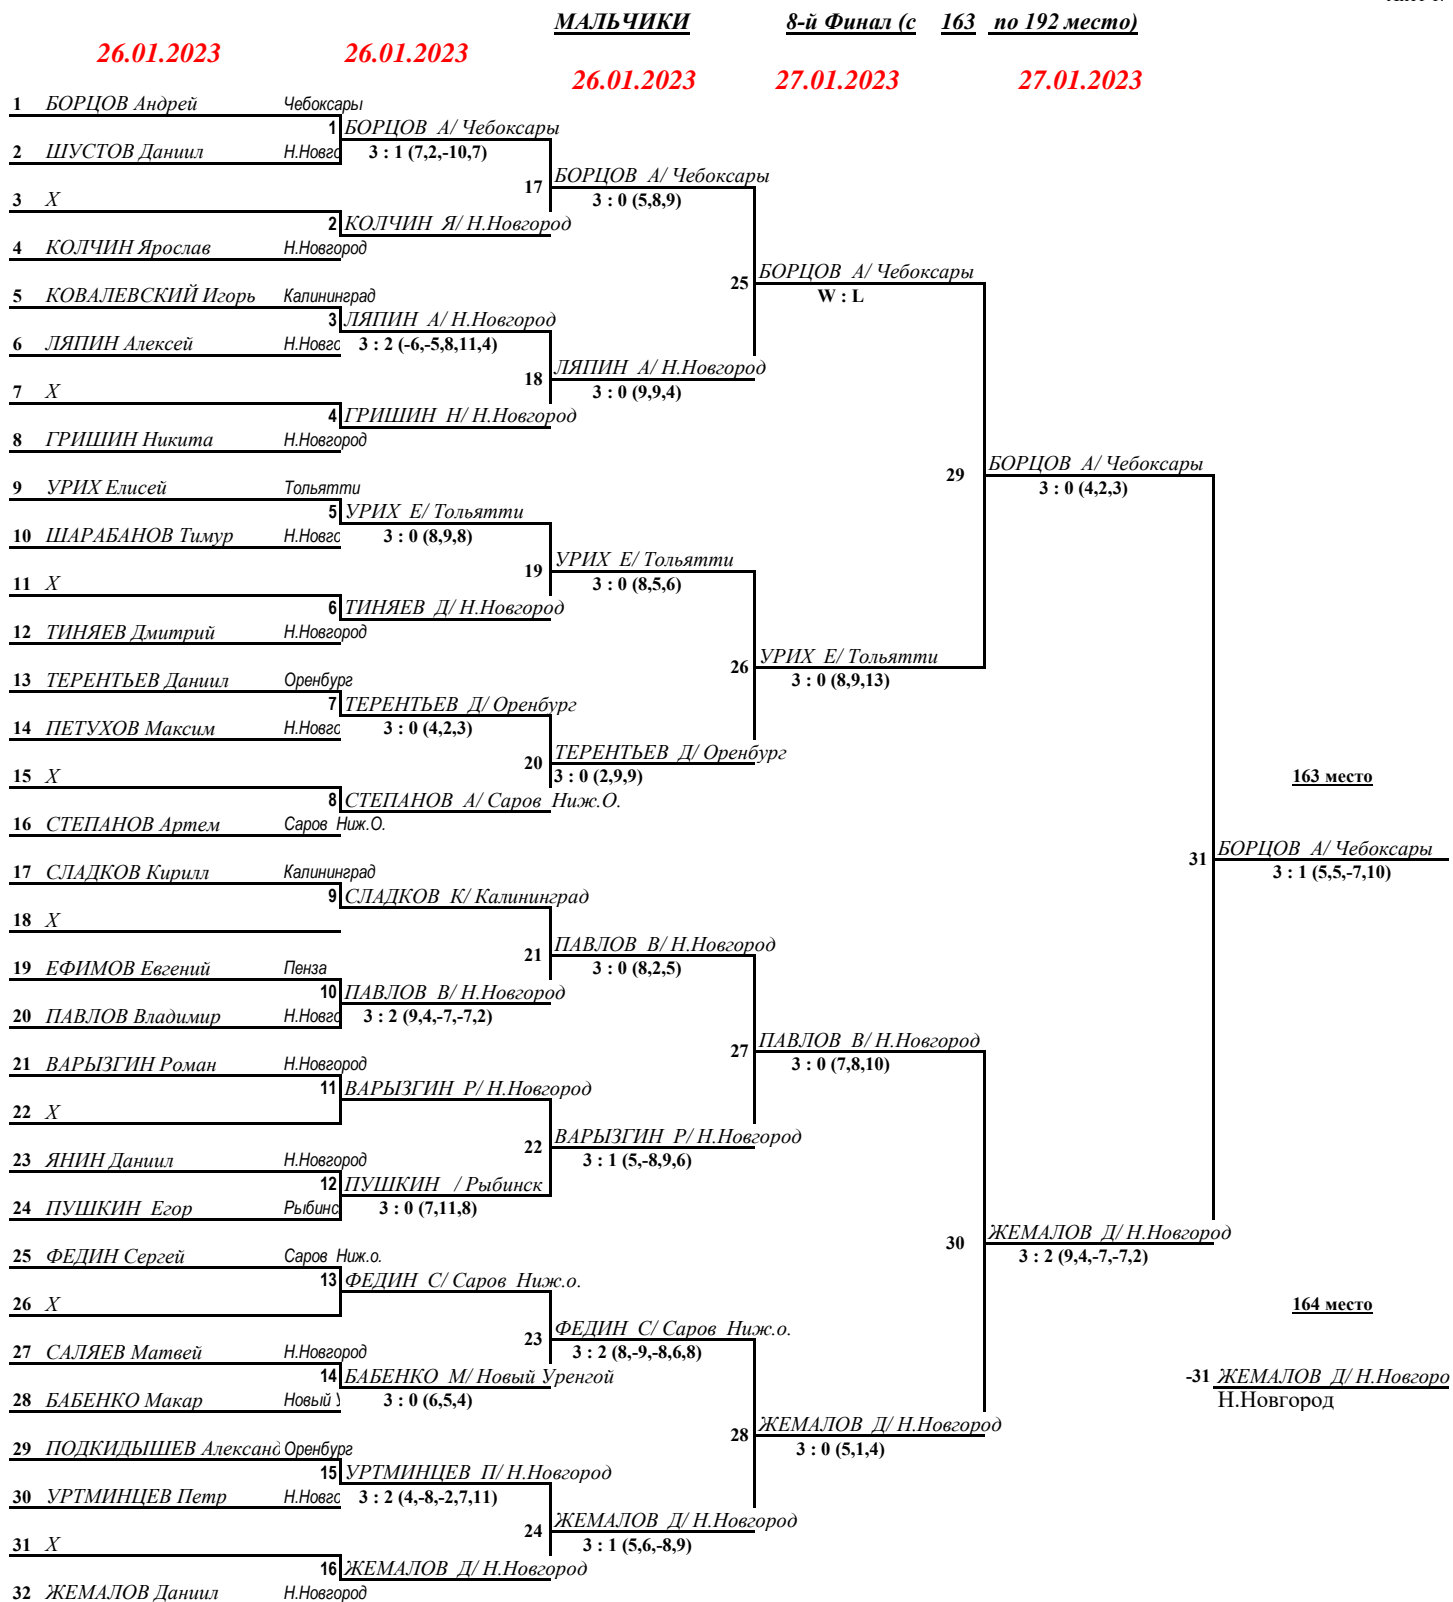 МАЛЬЧИКИ 8-й Финал (с 163 по 192 место)
26.01.2023 26.01.2023 26.01.2023 27.01.2023 27.01.2023
1 БОРЦОВ Андрей Чебоксары
1 БОРЦОВ А/ Чебоксары
2 ШУСТОВ Даниил Н.Новго 3 : 1 (7,2,-10,7)
17 БОРЦОВ А/ Чебоксары
3 X 3 : 0 (5,8,9)
2 КОЛЧИН Я/ Н.Новгород
4 КОЛЧИН Ярослав Н.Новгород
25 БОРЦОВ А/ Чебоксары
5 КОВАЛЕВСКИЙ Игорь Калининград W : L
3 ЛЯПИН А/ Н.Новгород
6 ЛЯПИН Алексей Н.Новго 3 : 2 (-6,-5,8,11,4)
18 ЛЯПИН А/ Н.Новгород
7 X 3 : 0 (9,9,4)
4 ГРИШИН Н/ Н.Новгород
8 ГРИШИН Никита Н.Новгород
29 БОРЦОВ А/ Чебоксары
9 УРИХ Елисей Тольятти 3 : 0 (4,2,3)
5 УРИХ Е/ Тольятти
10 ШАРАБАНОВ Тимур Н.Новго 3 : 0 (8,9,8)
19 УРИХ Е/ Тольятти
11 X 3 : 0 (8,5,6)
6 ТИНЯЕВ Д/ Н.Новгород
12 ТИНЯЕВ Дмитрий Н.Новгород
26 УРИХ Е/ Тольятти
13 ТЕРЕНТЬЕВ Даниил Оренбург 3 : 0 (8,9,13)
7 ТЕРЕНТЬЕВ Д/ Оренбург
14 ПЕТУХОВ Максим Н.Новго 3 : 0 (4,2,3)
20 ТЕРЕНТЬЕВ Д/ Оренбург
15 X 3 : 0 (2,9,9) 163 место
8 СТЕПАНОВ А/ Саров Ниж.О.
16 СТЕПАНОВ Артем Саров Ниж.О.
31 БОРЦОВ А/ Чебоксары
17 СЛАДКОВ Кирилл Калининград 3 : 1 (5,5,-7,10)
9 СЛАДКОВ К/ Калининград
18 X
21 ПАВЛОВ В/ Н.Новгород
19 ЕФИМОВ Евгений Пенза 3 : 0 (8,2,5)
10 ПАВЛОВ В/ Н.Новгород
20 ПАВЛОВ Владимир Н.Новго 3 : 2 (9,4,-7,-7,2)
27 ПАВЛОВ В/ Н.Новгород
21 ВАРЫЗГИН Роман Н.Новгород 3 : 0 (7,8,10)
11 ВАРЫЗГИН Р/ Н.Новгород
22 X
22 ВАРЫЗГИН Р/ Н.Новгород
23 ЯНИН Даниил Н.Новгород 3 : 1 (5,-8,9,6)
12 ПУШКИН / Рыбинск
24 ПУШКИН Егор Рыбинс 3 : 0 (7,11,8)
30 ЖЕМАЛОВ Д/ Н.Новгород
25 ФЕДИН Сергей Саров Ниж.о. 3 : 2 (9,4,-7,-7,2)
13 ФЕДИН С/ Саров Ниж.о.
26 X 164 место
23 ФЕДИН С/ Саров Ниж.о.
27 САЛЯЕВ Матвей Н.Новгород 3 : 2 (8,-9,-8,6,8)
14 БАБЕНКО М/ Новый Уренгой -31 ЖЕМАЛОВ Д/ Н.Новгоро
28 БАБЕНКО Макар Новый 3 : 0 (6,5,4) Н.Новгород
28 ЖЕМАЛОВ Д/ Н.Новгород
29 ПОДКИДЫШЕВ Александ Оренбург 3 : 0 (5,1,4)
15 УРТМИНЦЕВ П/ Н.Новгород
30 УРТМИНЦЕВ Петр Н.Новго 3 : 2 (4,-8,-2,7,11)
24 ЖЕМАЛОВ Д/ Н.Новгород
31 X 3 : 1 (5,6,-8,9)
16 ЖЕМАЛОВ Д/ Н.Новгород
32 ЖЕМАЛОВ Даниил Н.Новгород